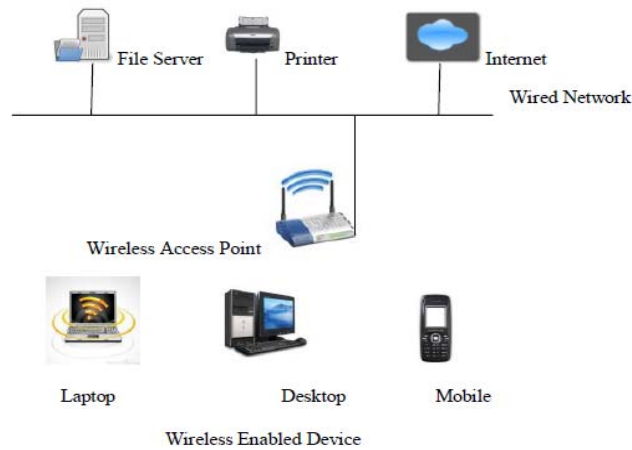 File Server
Printer
Internet
Wired Network
Wireless Access Point
Laptop
Desktop
Mobile
Wireless Enabled Device